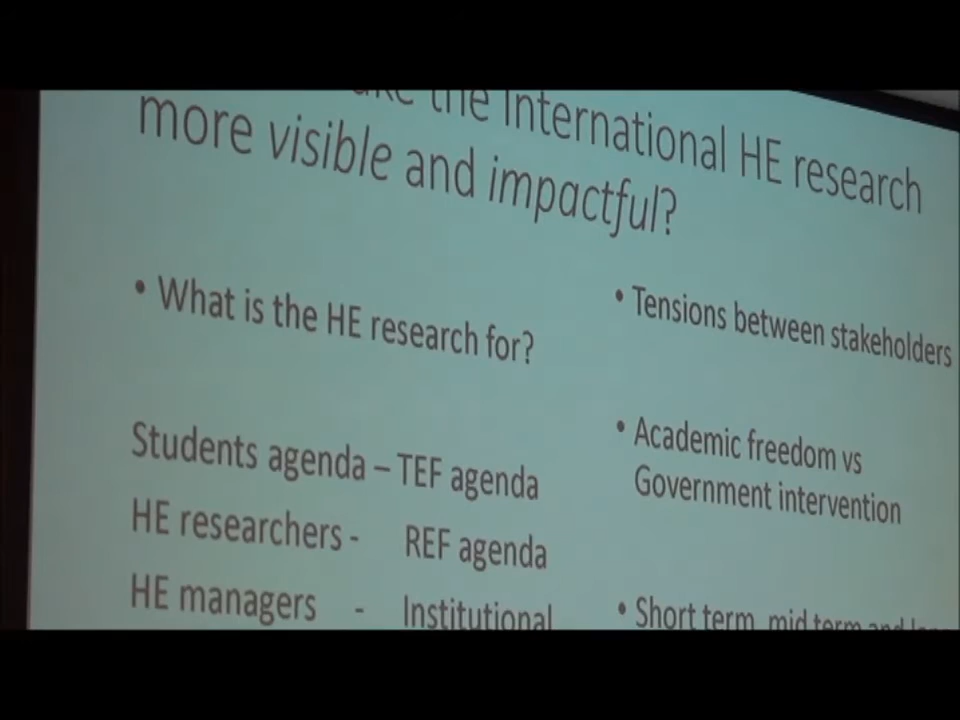 the International HE research
more visible and impactful?
• What is the HE research for?
Students agenda – TEF agenda
HE researchers - REF agenda
HE managers - Institutional
• Tensions between stakeholders
• Academic freedom vs
Government intervention
• Short term, mid term and